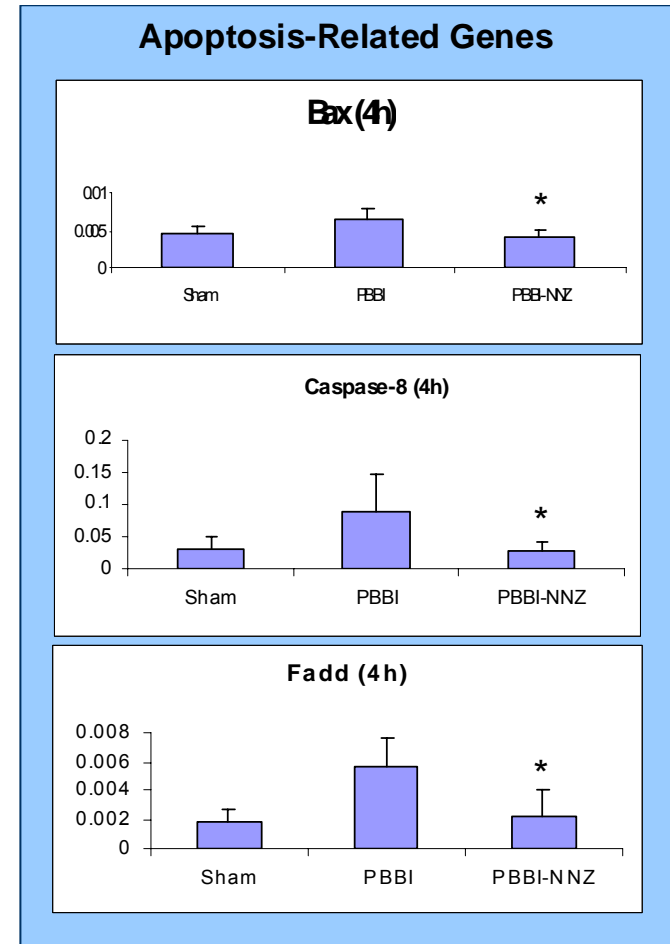 Apoptosis-Related Genes
Bax (4h)
0.01
0.005
0
*
Sham PBBI PBBI-NNZ
Caspase-8 (4h)
0.2
0.15
0.1
0.05
0
*
Sham PBBI PBBI-NNZ
Fadd (4h)
0.008
0.006
0.004
0.002
0
*
Sham PBBI PBBI-NNZ